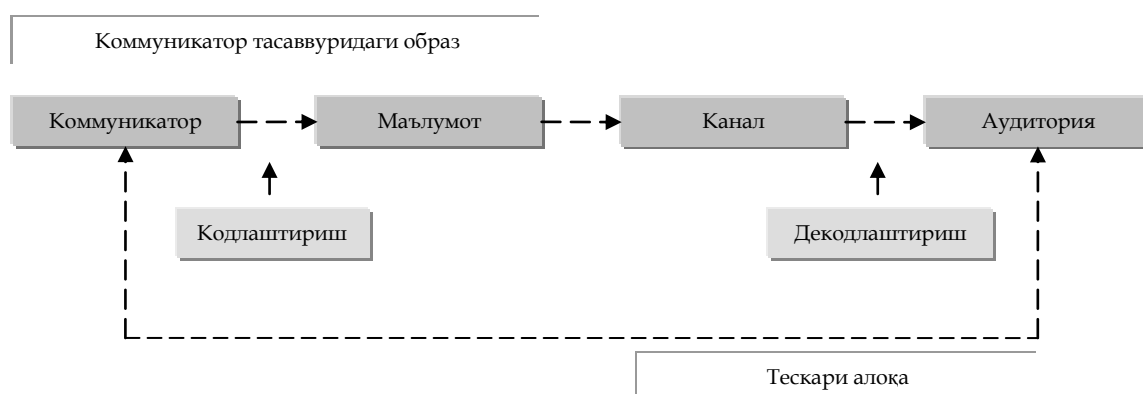 Коммуникатор тасаввуридаги образ
Коммуникатор
Маълумот
Канал
Аудитория
Кодлаштириш
Декодлаштириш
Тескари алоқа